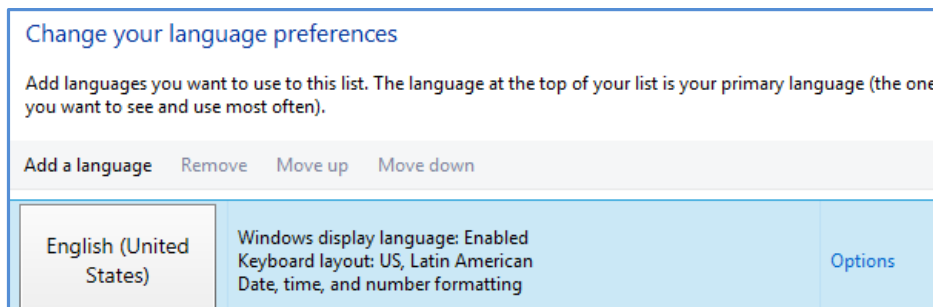 Change your language preferences
Add languages you want to use to this list. The language at the top of your list is your primary language (the one
you want to see and use most often).
Add a language Remove Move up Move down
English (United
States)
Windows display language: Enabled
Keyboard layout: US, Latin American
Date, time, and number formatting
Options